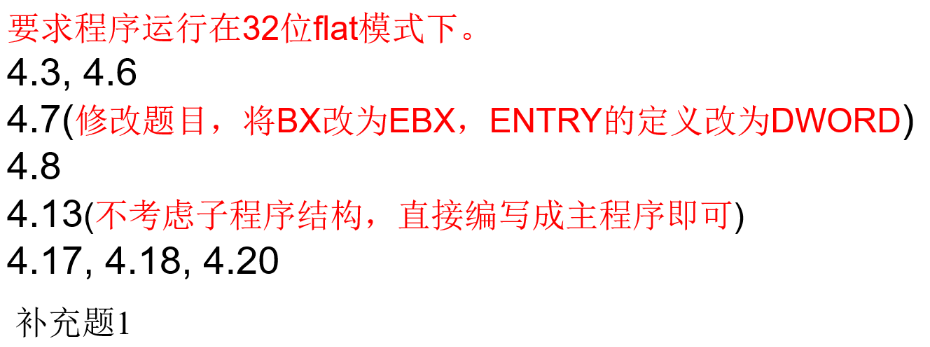 要求程序运行在32位flat模式下。
4.3, 4.6
4.7(修改题目，将BX改为EBX，ENTRY的定义改为DWORD)
4.8
4.13(不考虑子程序结构，直接编写成主程序即可)
4.17, 4.18, 4.20
补充题1